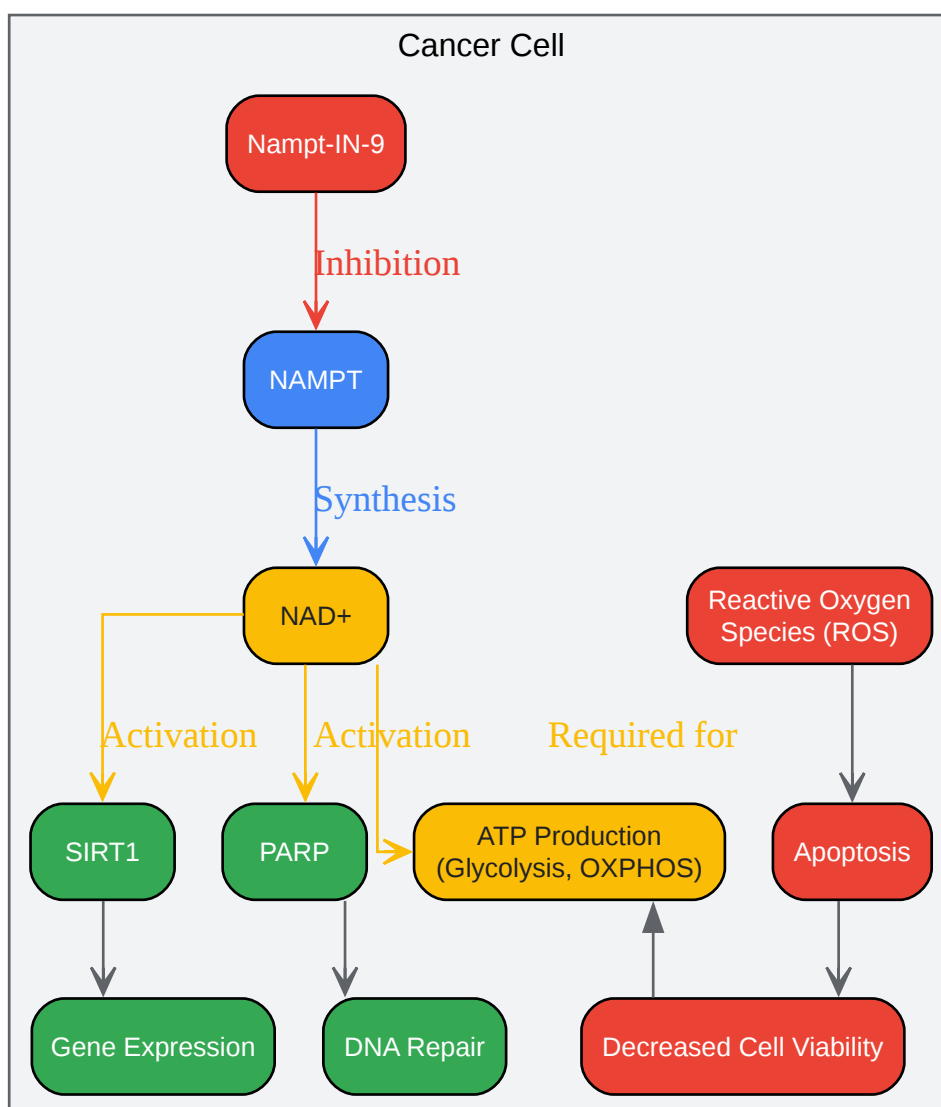 Cancer Cell
Nampt-IN-9
Inhibition
NAMPT
Synthesis
NAD+
Reactive Oxygen
Species (ROS)
Activation
Activation
Required for
SIRT1
PARP
ATP Production
(Glycolysis, OXPHOS)
Apoptosis
Gene Expression
DNA Repair
Decreased Cell Viability